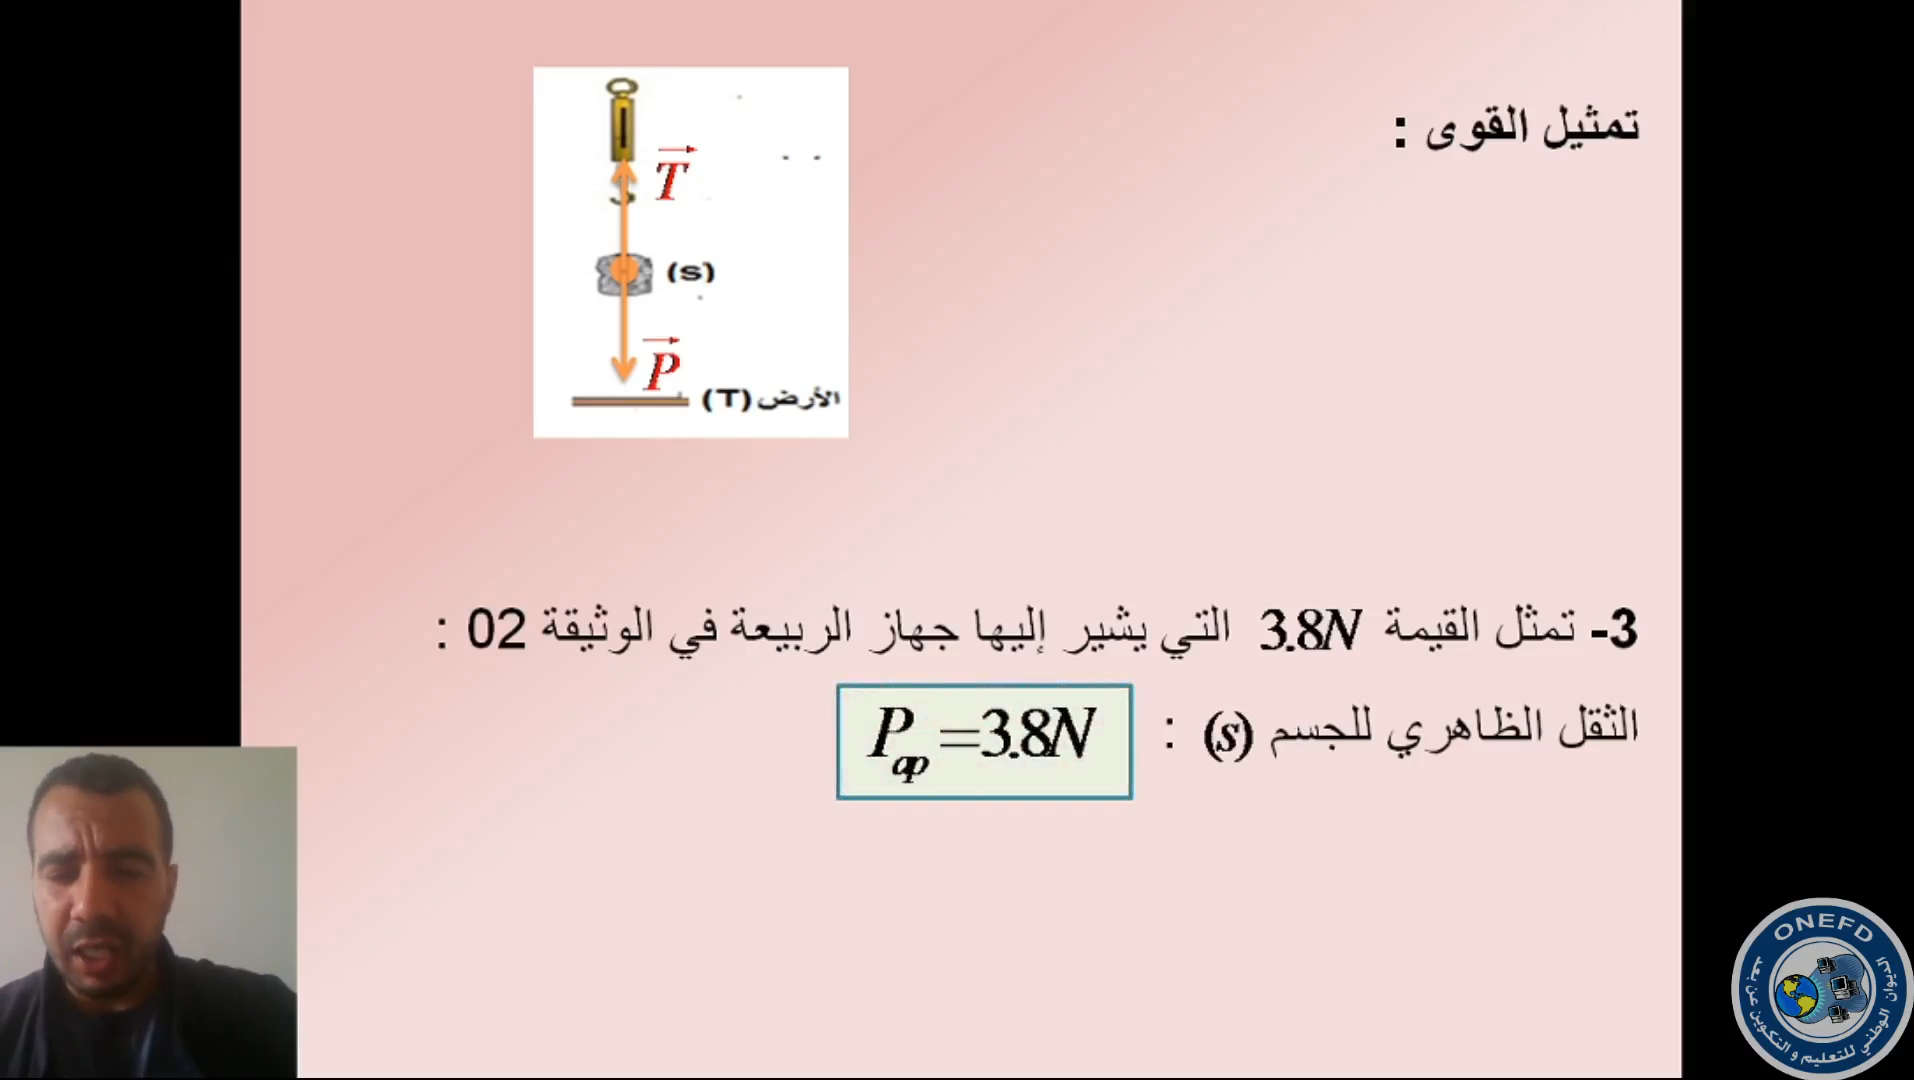 تمثيل القوى :
T
(s)
P
الأرض (T)
3- تمثل القيمة 3.8N التي يشير إليها جهاز الربيعة في الوثيقة 02 :
الثقل الظاهري للجسم (s) : P_ap=3.8N
ONEFD
الديوان الوطني للتعليم و التكوين عن بعد